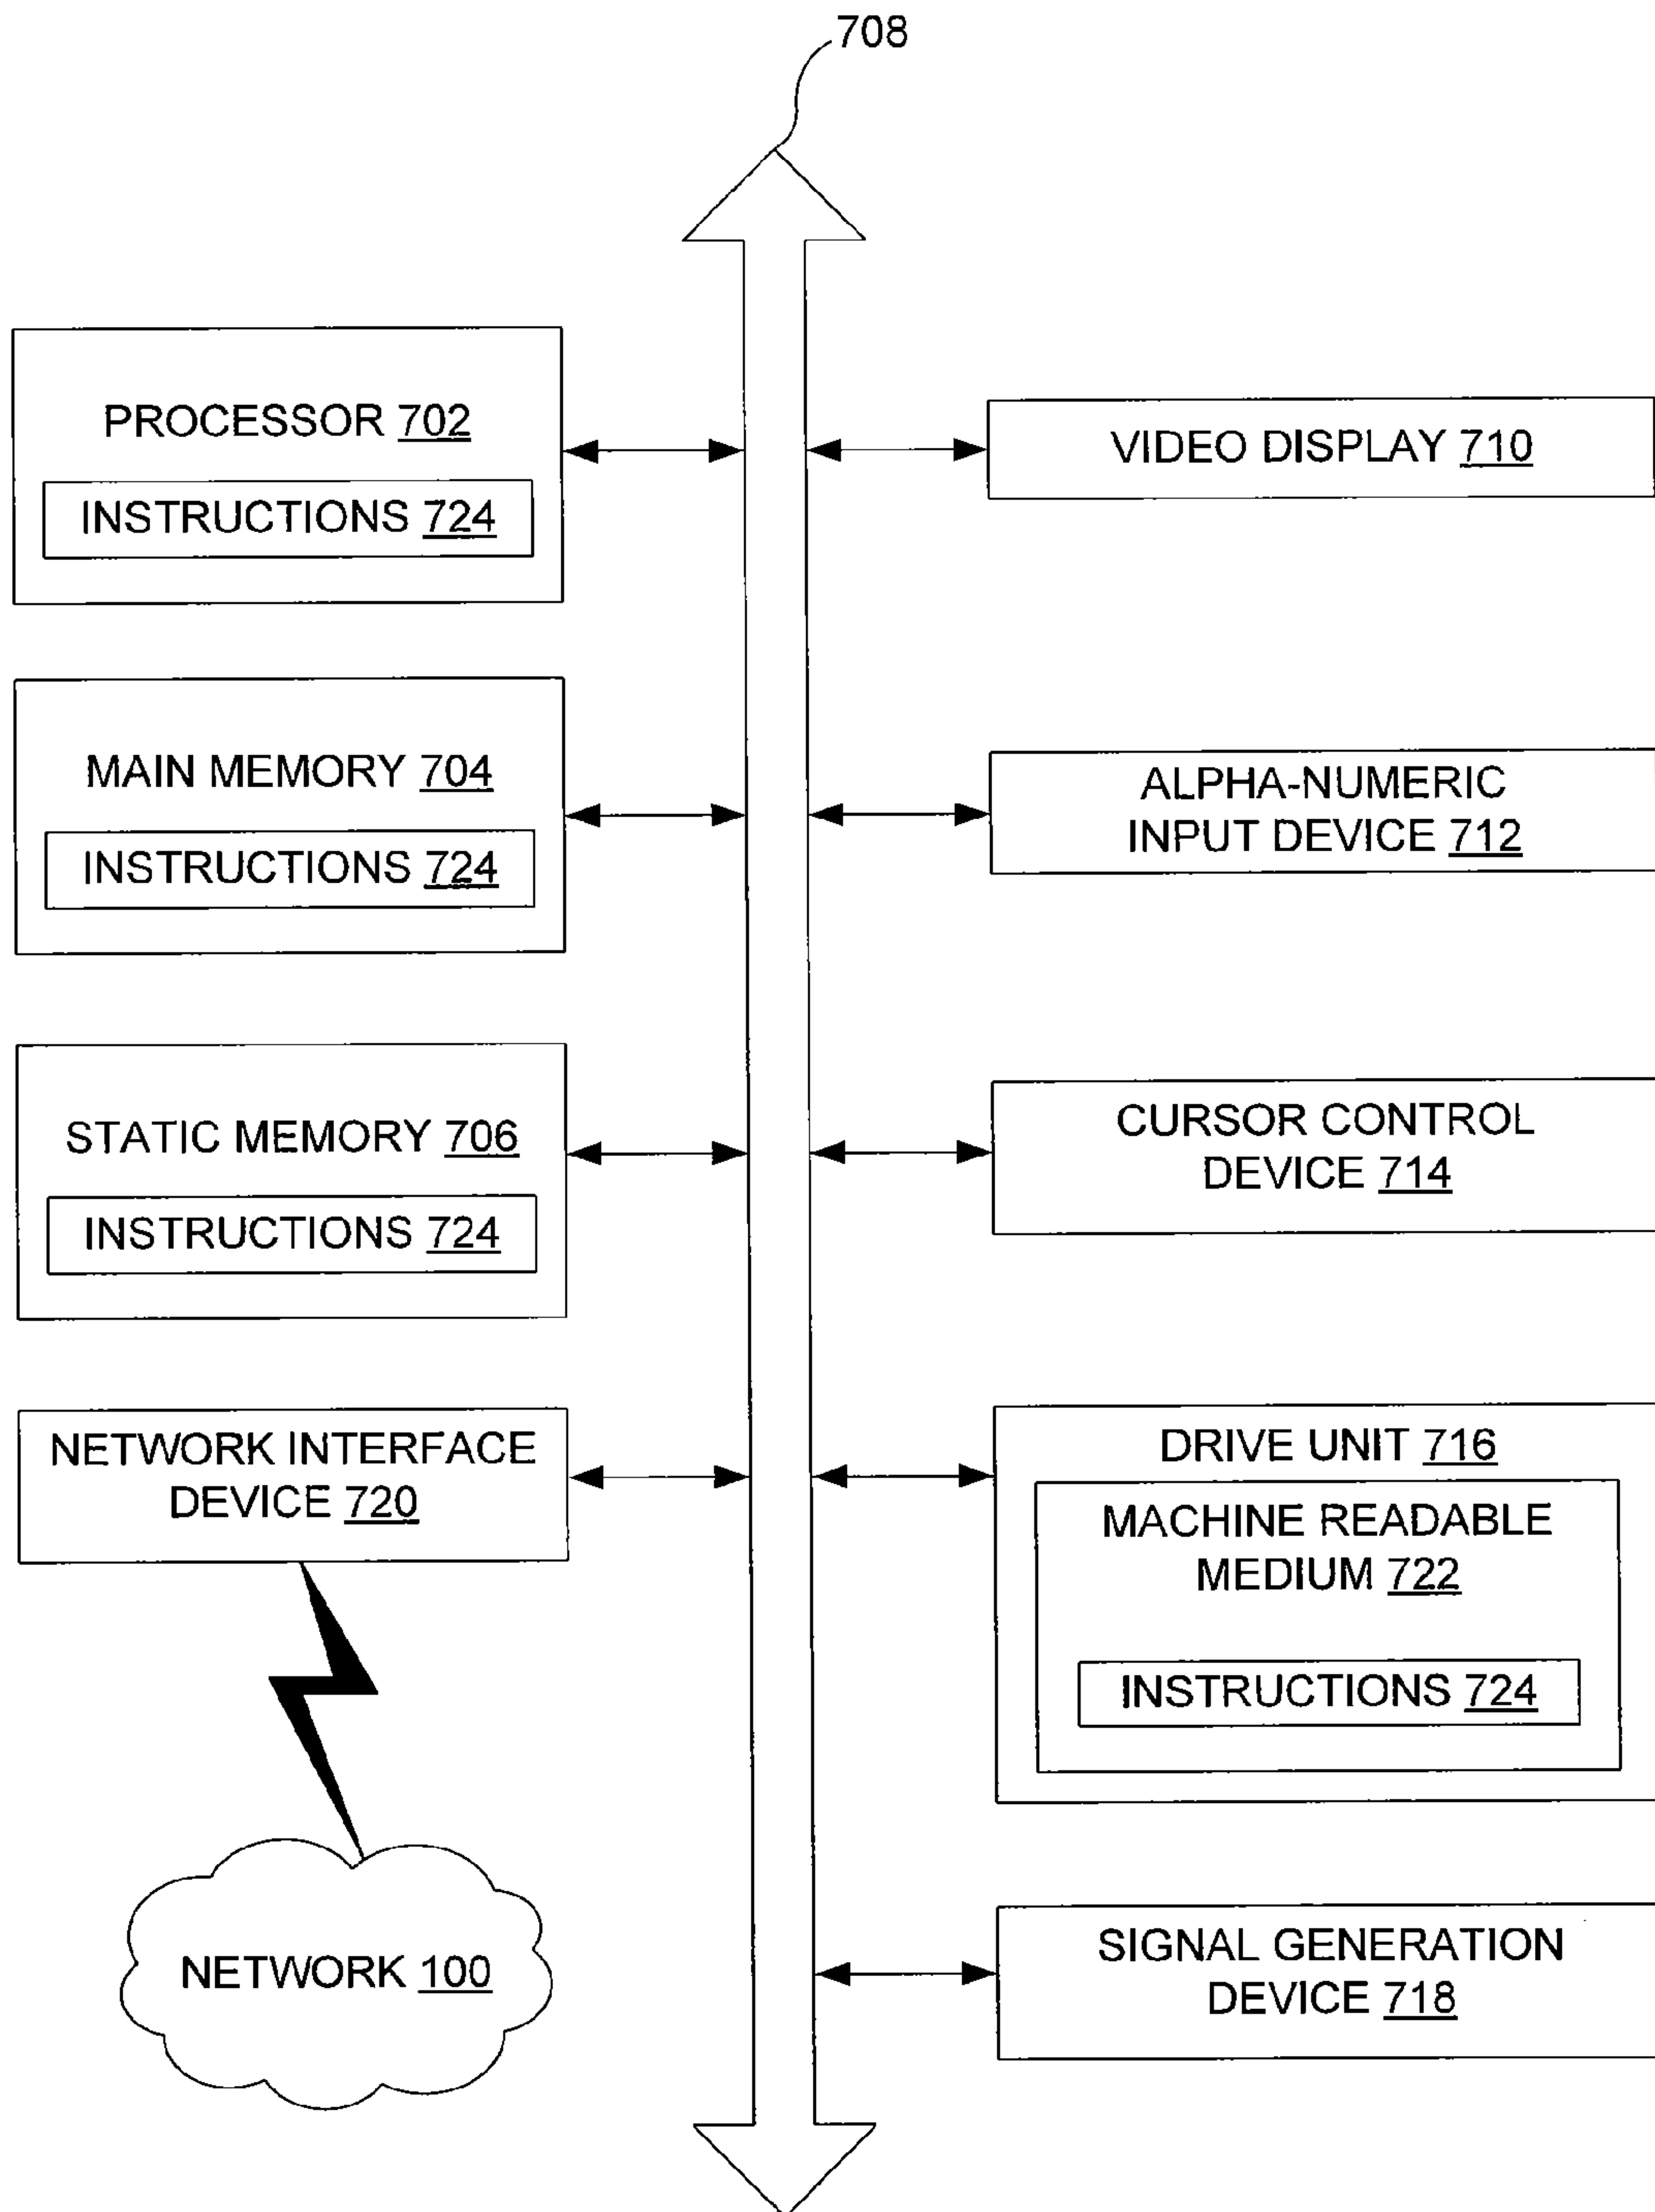 708
PROCESSOR 702
INSTRUCTIONS 724
MAIN MEMORY 704
INSTRUCTIONS 724
STATIC MEMORY 706
INSTRUCTIONS 724
NETWORK INTERFACE
DEVICE 720
NETWORK 100
VIDEO DISPLAY 710
ALPHA-NUMERIC
INPUT DEVICE 712
CURSOR CONTROL
DEVICE 714
DRIVE UNIT 716
MACHINE READABLE
MEDIUM 722
INSTRUCTIONS 724
SIGNAL GENERATION
DEVICE 718